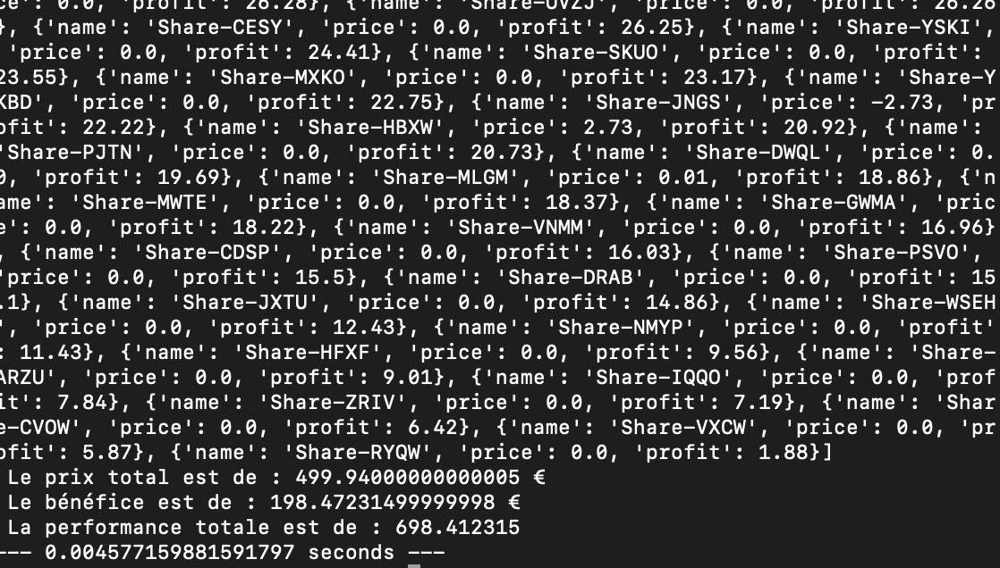 ce': 0.0, 'profit': 26.28}, {'name': 'Share-UVZJ', 'price': 0.0, 'profit': 26.26
}, {'name': 'Share-CESY', 'price': 0.0, 'profit': 26.25}, {'name': 'Share-YSKI',
'price': 0.0, 'profit': 24.41}, {'name': 'Share-SKUO', 'price': 0.0, 'profit':
23.55}, {'name': 'Share-MXKO', 'price': 0.0, 'profit': 23.17}, {'name': 'Share-Y
KBD', 'price': 0.0, 'profit': 22.75}, {'name': 'Share-JNGS', 'price': -2.73, 'pr
ofit': 22.22}, {'name': 'Share-HBXW', 'price': 2.73, 'profit': 20.92}, {'name':
'Share-PJTN', 'price': 0.0, 'profit': 20.73}, {'name': 'Share-DWQL', 'price': 0.
0, 'profit': 19.69}, {'name': 'Share-MLGM', 'price': 0.01, 'profit': 18.86}, {'n
ame': 'Share-MWTE', 'price': 0.0, 'profit': 18.37}, {'name': 'Share-GWMA', 'pric
e': 0.0, 'profit': 18.22}, {'name': 'Share-VNMM', 'price': 0.0, 'profit': 16.96}
, {'name': 'Share-CDSP', 'price': 0.0, 'profit': 16.03}, {'name': 'Share-PSVO',
'price': 0.0, 'profit': 15.5}, {'name': 'Share-DRAB', 'price': 0.0, 'profit': 15
.1}, {'name': 'Share-JXTU', 'price': 0.0, 'profit': 14.86}, {'name': 'Share-WSEH
', 'price': 0.0, 'profit': 12.43}, {'name': 'Share-NMYP', 'price': 0.0, 'profit'
: 11.43}, {'name': 'Share-HFXF', 'price': 0.0, 'profit': 9.56}, {'name': 'Share-
ARZU', 'price': 0.0, 'profit': 9.01}, {'name': 'Share-IQQO', 'price': 0.0, 'prof
it': 7.84}, {'name': 'Share-ZRIV', 'price': 0.0, 'profit': 7.19}, {'name': 'Shar
e-CVOW', 'price': 0.0, 'profit': 6.42}, {'name': 'Share-VXCW', 'price': 0.0, 'pr
ofit': 5.87}, {'name': 'Share-RYQW', 'price': 0.0, 'profit': 1.88}]
Le prix total est de : 499.94000000000005 €
Le bénéfice est de : 198.47231499999998 €
La performance totale est de : 698.412315
--- 0.004577159881591797 seconds ---